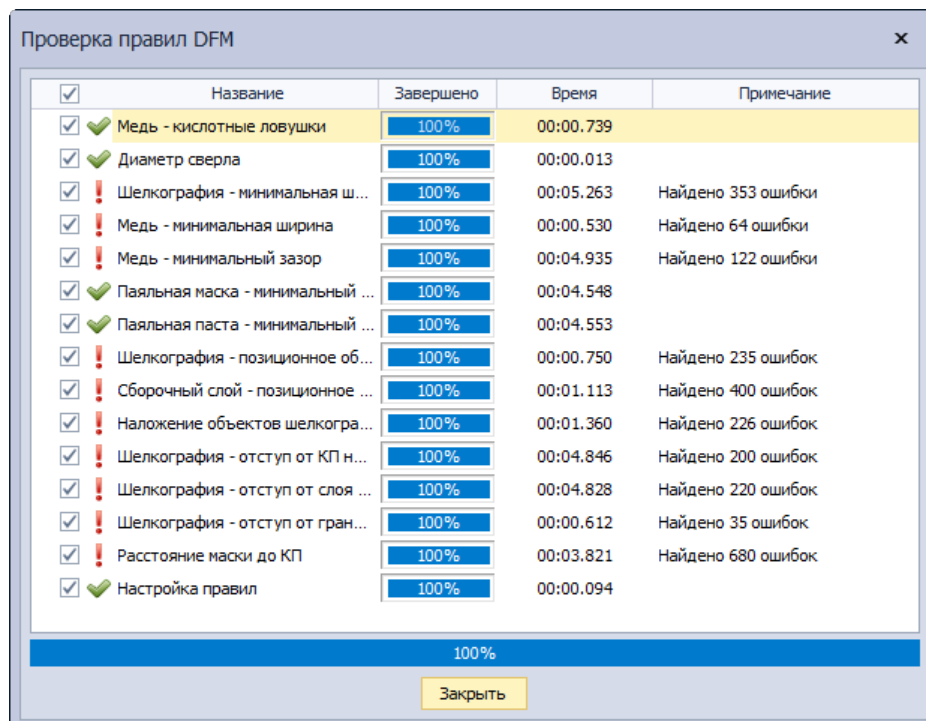 Проверка правил DFM
Название Завершено Время Примечание
Медь - кислотные ловушки 100% 00:00.739
Диаметр сверла 100% 00:00.013
Шелкография - минимальная ш... 100% 00:05.263 Найдено 353 ошибки
Медь - минимальная ширина 100% 00:00.530 Найдено 64 ошибки
Медь - минимальный зазор 100% 00:04.935 Найдено 122 ошибки
Паяльная маска - минимальный ... 100% 00:04.548
Паяльная паста - минимальный ... 100% 00:04.553
Шелкография - позиционное об... 100% 00:00.750 Найдено 235 ошибок
Сборочный слой - позиционное ... 100% 00:01.113 Найдено 400 ошибок
Наложение объектов шелкогра... 100% 00:01.360 Найдено 226 ошибок
Шелкография - отступ от КП н... 100% 00:04.846 Найдено 200 ошибок
Шелкография - отступ от слоя ... 100% 00:04.828 Найдено 220 ошибок
Шелкография - отступ от гран... 100% 00:00.612 Найдено 35 ошибок
Расстояние маски до КП 100% 00:03.821 Найдено 680 ошибок
Настройка правил 100% 00:00.094
100%
Закрыть